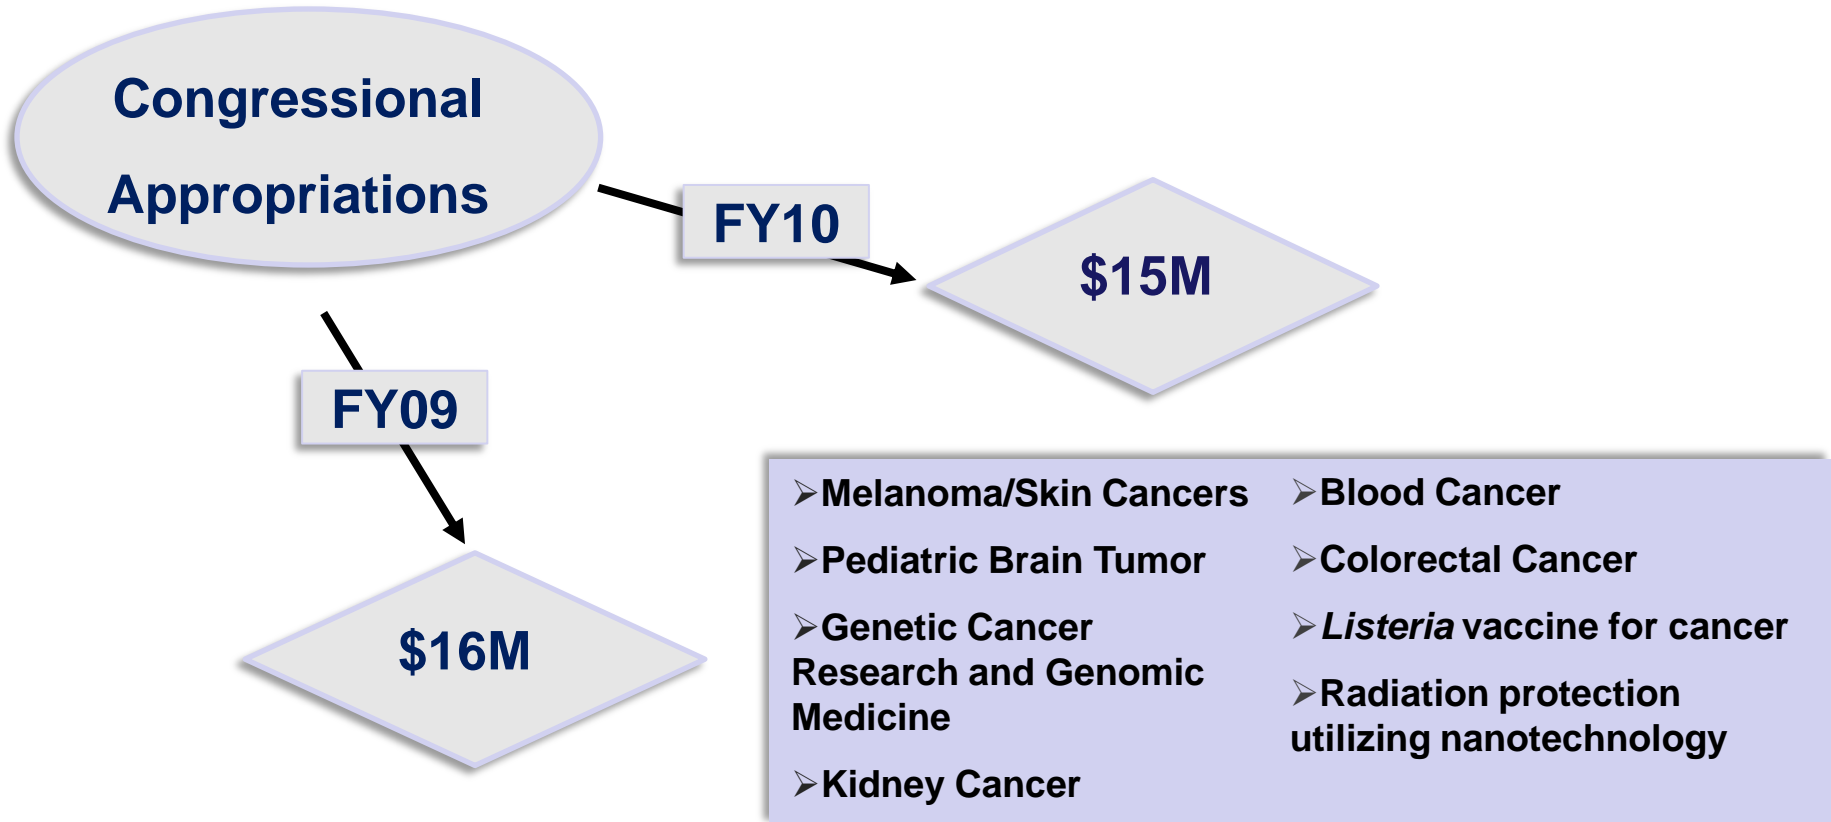 Congressional
Appropriations
FY10
$15M
FY09
$16M
➢Melanoma/Skin Cancers
➢Pediatric Brain Tumor
➢Genetic Cancer
Research and Genomic
Medicine
➢Kidney Cancer
➢Blood Cancer
➢Colorectal Cancer
➢Listeria vaccine for cancer
➢Radiation protection
utilizing nanotechnology